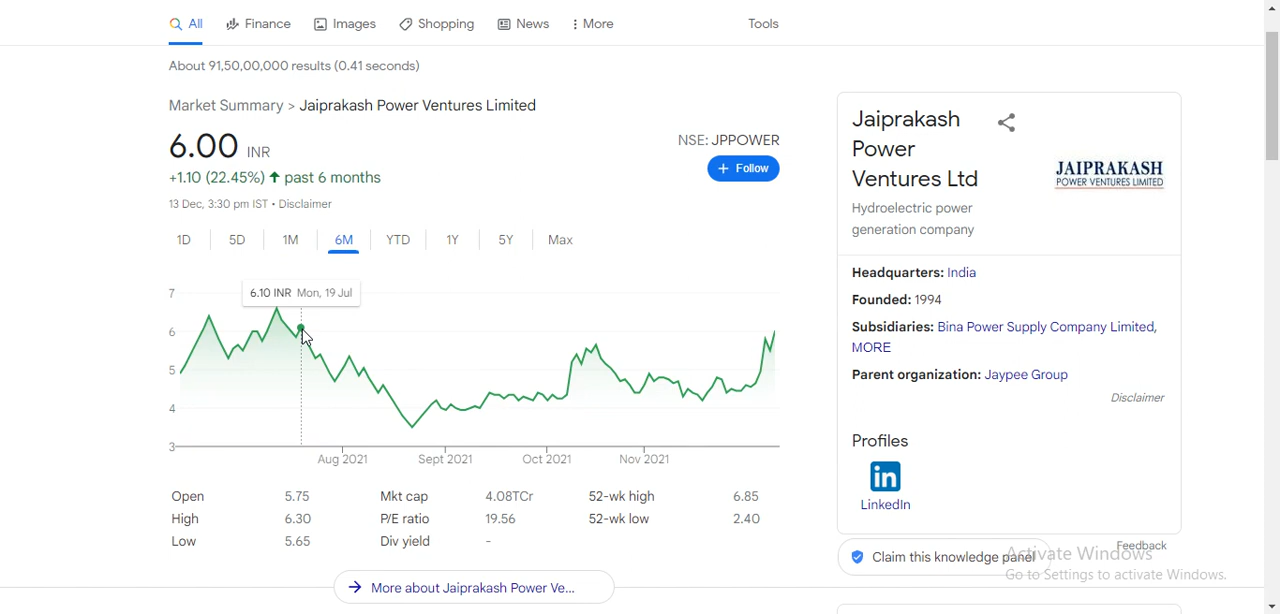 All Finance Images Shopping News More Tools
About 91,50,00,000 results (0.41 seconds)
Market Summary > Jaiprakash Power Ventures Limited
6.00 INR
NSE: JPPOWER
+1.10 (22.45%) ↑ past 6 months
+ Follow
13 Dec, 3:30 pm IST • Disclaimer
1D 5D 1M 6M YTD 1Y 5Y Max
6.10 INR Mon, 19 Jul
7
6
5
4
3
Aug 2021 Sept 2021 Oct 2021 Nov 2021
Open 5.75 Mkt cap 4.08TCr 52-wk high 6.85
High 6.30 P/E ratio 19.56 52-wk low 2.40
Low 5.65 Div yield -
→ More about Jaiprakash Power Ve...
Jaiprakash
Power
Ventures Ltd
JAIPRAKASH
POWER VENTURES LIMITED
Hydroelectric power
generation company
Headquarters: India
Founded: 1994
Subsidiaries: Bina Power Supply Company Limited,
MORE
Parent organization: Jaypee Group
Disclaimer
Profiles
in
LinkedIn
Feedback
Claim this knowledge panel
Activate Windows
Go to Settings to activate Windows.